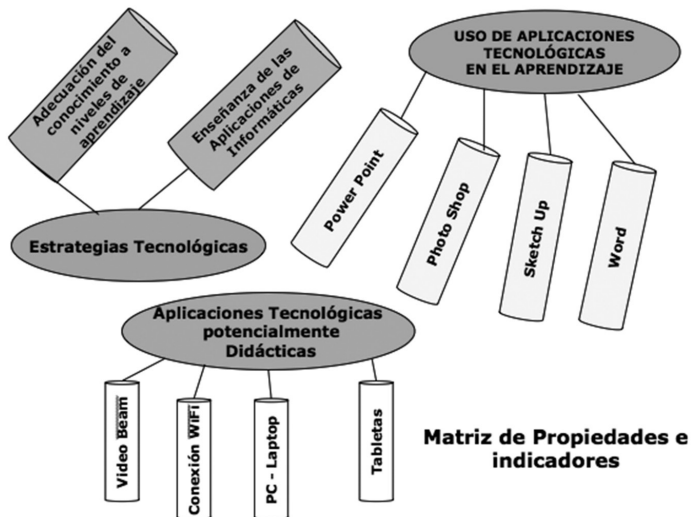 Adecuación del
conocimiento a
niveles de
aprendizaje
Enseñanza de las
Aplicaciones de
Informáticas
Estrategias Tecnológicas
USO DE APLICACIONES
TECNOLÓGICAS
EN EL APRENDIZAJE
Power Point
Photo Shop
Sketch Up
Word
Aplicaciones Tecnológicas
potencialmente
Didácticas
Video Beam
Conexión WiFi
PC - Laptop
Tabletas
Matriz de Propiedades e
indicadores